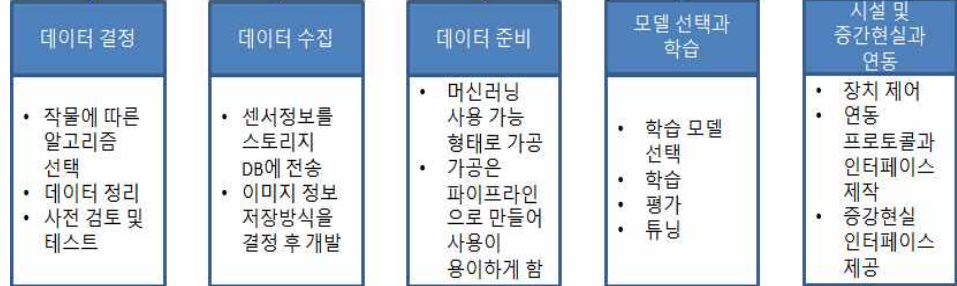 데이터 결정
• 작물에 따른
알고리즘
선택
• 데이터 정리
• 사전 검토 및
테스트
데이터 수집
• 센서정보를
스토리지
DB에 전송
• 이미지 정보
저장방식을
결정 후 개발
데이터 준비
• 머신러닝
사용 가능
형태로 가공
• 가공은
파이프라인
으로 만들어
사용이
용이하게 함
모델 선택과
학습
• 학습 모델
선택
• 학습
• 평가
• 튜닝
시설 및
증간현실과
연동
• 장치 제어
• 연동
프로토콜과
인터페이스
제작
• 증강현실
인터페이스
제공